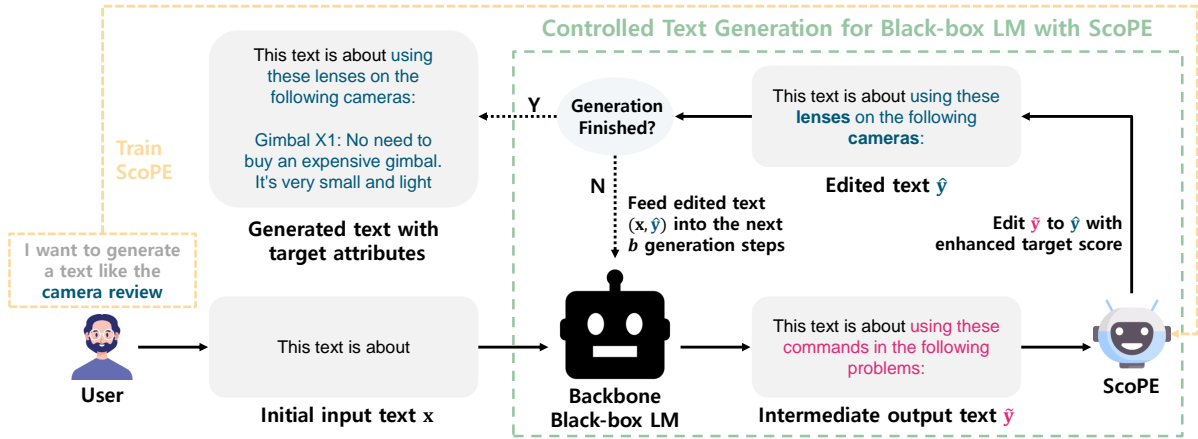 Controlled Text Generation for Black-box LM with ScoPE
Train
ScoPE
This text is about using
these lenses on the
following cameras:
Gimbal X1: No need to
buy an expensive gimbal.
It's very small and light
Generated text with
target attributes
Y
Generation
Finished?
N
Feed edited text
(x, ŷ) into the next
b generation steps
This text is about using these
lenses on the following
cameras:
Edited text ŷ
Edit ỹ to ŷ with
enhanced target score
I want to generate
a text like the
camera review
User
This text is about
Initial input text x
Backbone
Black-box LM
This text is about using these
commands in the following
problems:
Intermediate output text ỹ
ScoPE